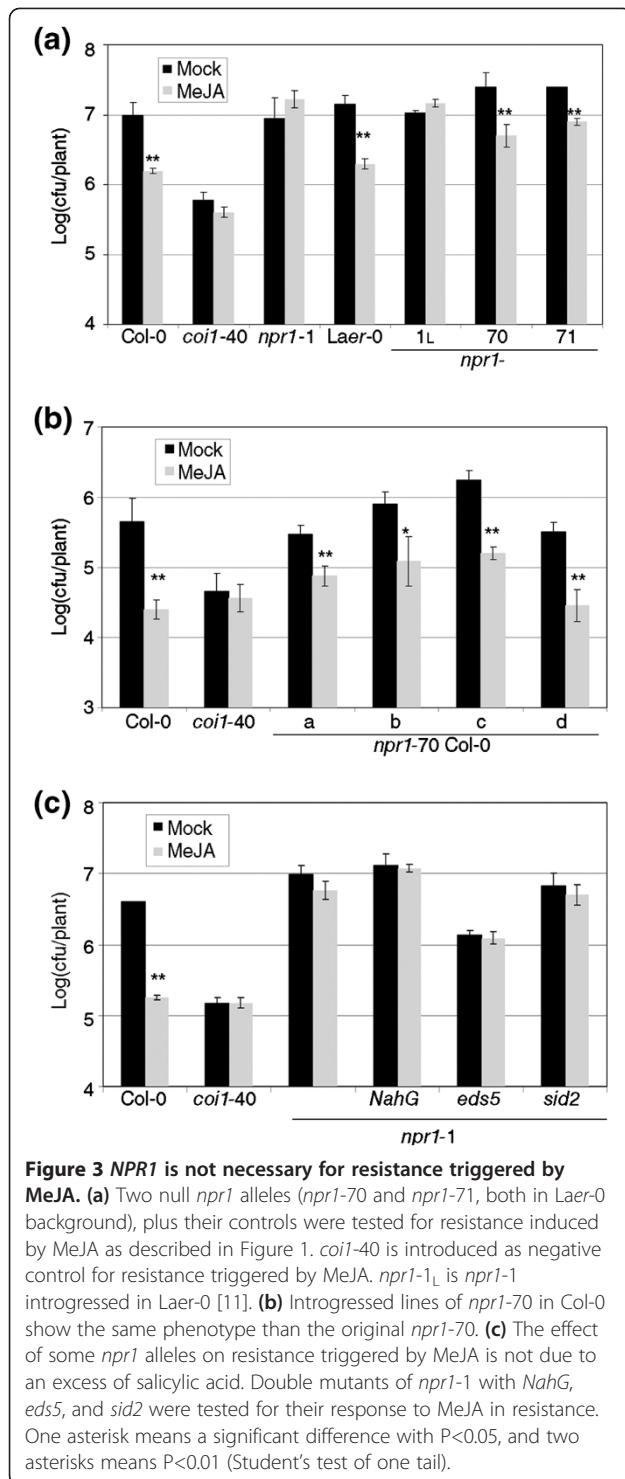 (a)
8
7
6
5
4
Log(cfu/plant)
Mock
MeJA
**
**
**
**
Col-0 coi1-40 npr1-1 Laer-0 1L 70 71
npr1-
(b)
7
6
5
4
3
Log(cfu/plant)
Mock
MeJA
**
**
*
**
**
Col-0 coi1-40 a b c d
npr1-70 Col-0
(c)
8
7
6
5
4
Log(cfu/plant)
Mock
MeJA
**
Col-0 coi1-40 NahG eds5 sid2
npr1-1
Figure 3 NPR1 is not necessary for resistance triggered by
MeJA. (a) Two null npr1 alleles (npr1-70 and npr1-71, both in Laer-0
background), plus their controls were tested for resistance induced
by MeJA as described in Figure 1. coi1-40 is introduced as negative
control for resistance triggered by MeJA. npr1-1L is npr1-1
introgressed in Laer-0 [11]. (b) Introgressed lines of npr1-70 in Col-0
show the same phenotype than the original npr1-70. (c) The effect
of some npr1 alleles on resistance triggered by MeJA is not due to
an excess of salicylic acid. Double mutants of npr1-1 with NahG,
eds5, and sid2 were tested for their response to MeJA in resistance.
One asterisk means a significant difference with P<0.05, and two
asterisks means P<0.01 (Student's test of one tail).